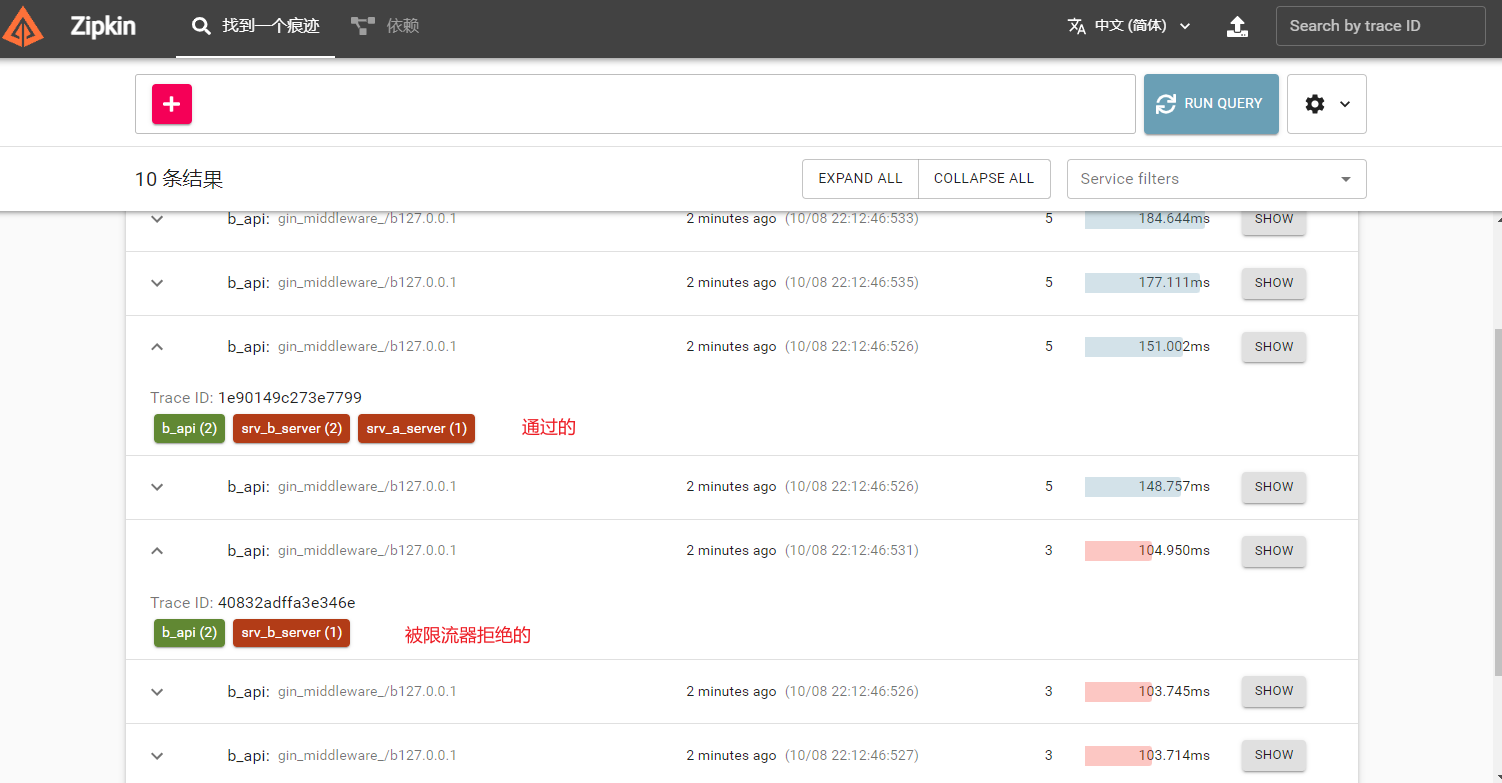 Zipkin 找到一个痕迹 依赖 中文 (简体) Search by trace ID
RUN QUERY
10 条结果 EXPAND ALL COLLAPSE ALL Service filters
b_api: gin_middleware_/b127.0.0.1 2 minutes ago (10/08 22:12:46:533) 5 184.644ms SHOW
b_api: gin_middleware_/b127.0.0.1 2 minutes ago (10/08 22:12:46:535) 5 177.111ms SHOW
b_api: gin_middleware_/b127.0.0.1 2 minutes ago (10/08 22:12:46:526) 5 151.002ms SHOW
Trace ID: 1e90149c273e7799
b_api (2) srv_b_server (2) srv_a_server (1) 通过的
b_api: gin_middleware_/b127.0.0.1 2 minutes ago (10/08 22:12:46:526) 5 148.757ms SHOW
b_api: gin_middleware_/b127.0.0.1 2 minutes ago (10/08 22:12:46:531) 3 104.950ms SHOW
Trace ID: 40832adffa3e346e
b_api (2) srv_b_server (1) 被限流器拒绝的
b_api: gin_middleware_/b127.0.0.1 2 minutes ago (10/08 22:12:46:526) 3 103.745ms SHOW
b_api: gin_middleware_/b127.0.0.1 2 minutes ago (10/08 22:12:46:527) 3 103.714ms SHOW